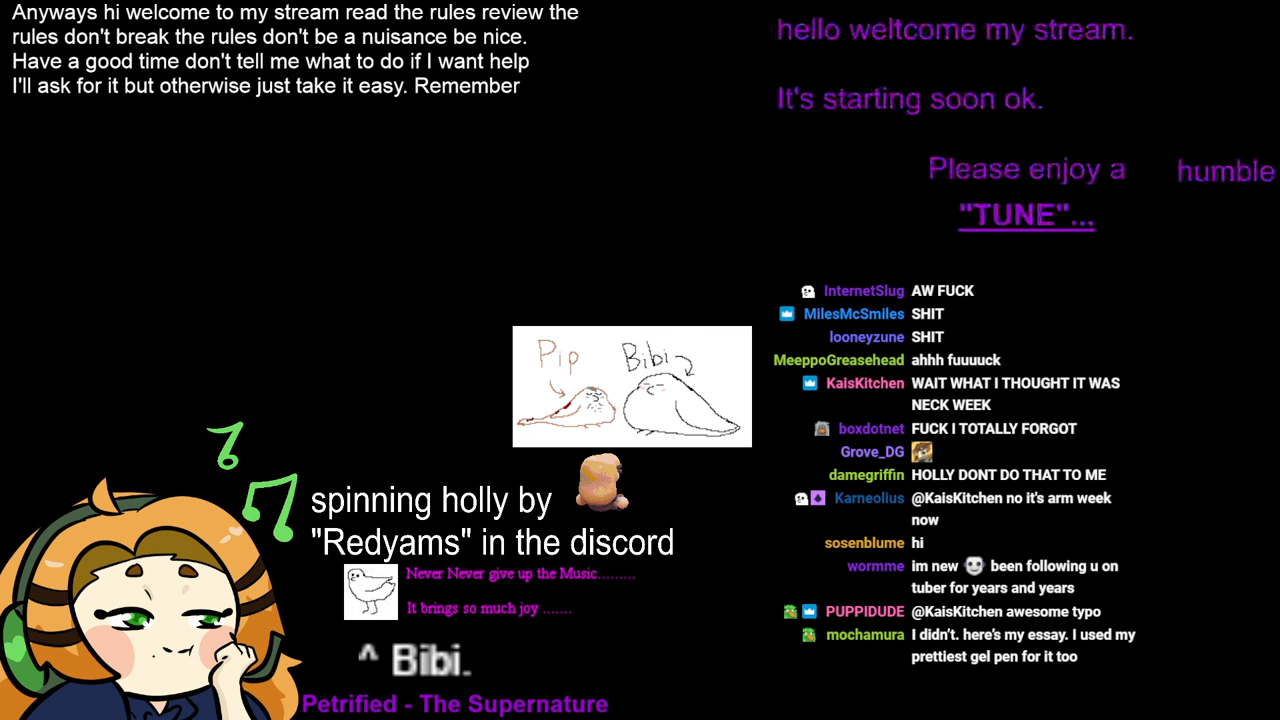 Anyways hi welcome to my stream read the rules review the
rules don't break the rules don't be a nuisance be nice.
Have a good time don't tell me what to do if I want help
I'll ask for it but otherwise just take it easy. Remember
hello weltcome my stream.
It's starting soon ok.
Please enjoy a humble
"TUNE"...
Pip Bibi
spinning holly by
"Redyams" in the discord
Never Never give up the Music.........
It brings so much joy .......
^ Bibi.
Petrified - The Supernature
InternetSlug AW FUCK
MilesMcSmiles SHIT
looneyzune SHIT
MeeppoGreasehead ahhh fuuuuck
KaisKitchen WAIT WHAT I THOUGHT IT WAS
NECK WEEK
boxdotnet FUCK I TOTALLY FORGOT
Grove_DG
damegriffin HOLLY DONT DO THAT TO ME
Karneolius @KaisKitchen no it's arm week
now
sosenblume hi
wormme im new been following u on
tuber for years and years
PUPPIDUDE @KaisKitchen awesome typo
mochamura I didn't. here's my essay. I used my
prettiest gel pen for it too